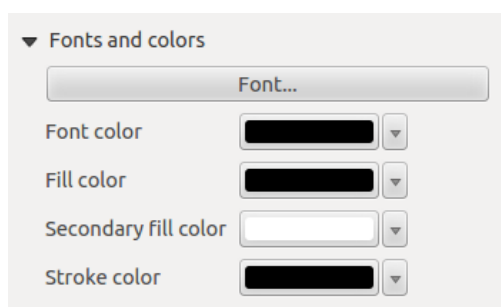 Fonts and colors
Font...
Font color
Fill color
Secondary fill color
Stroke color